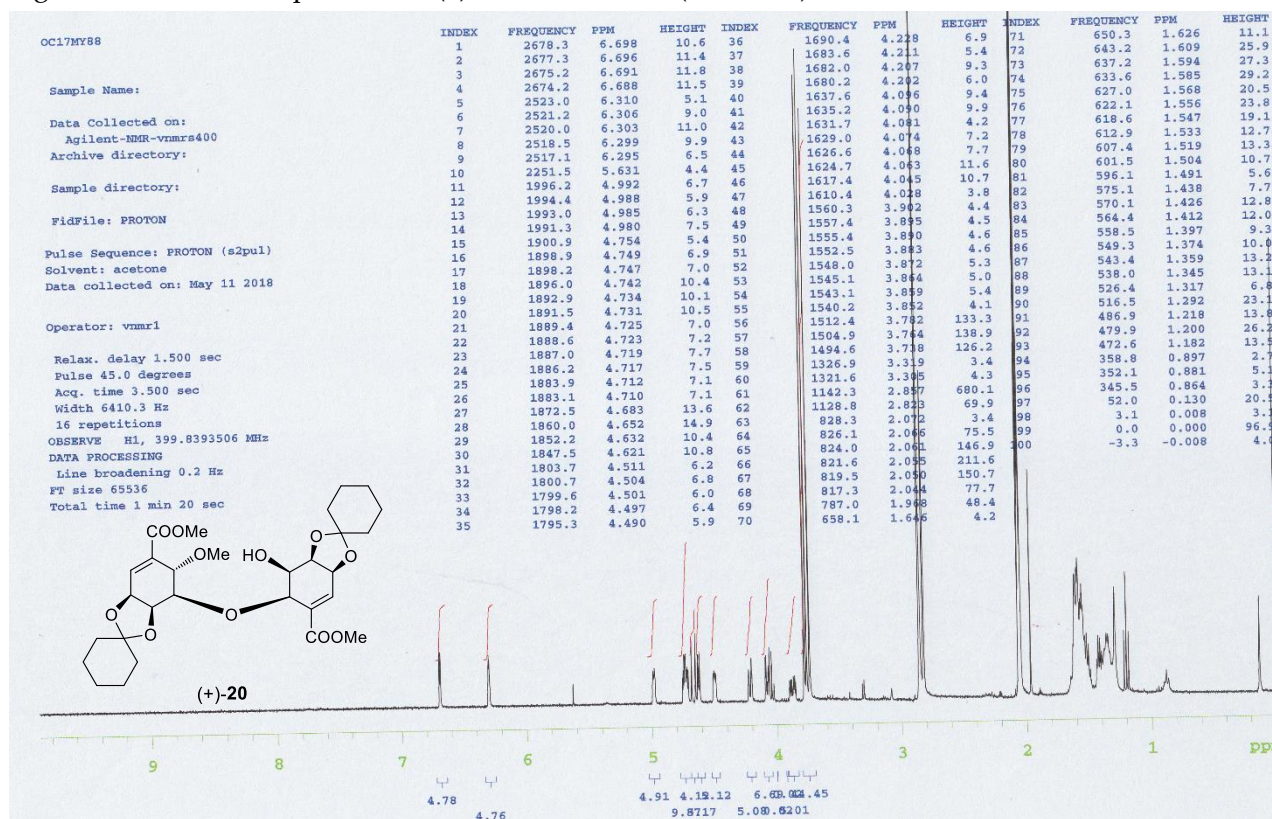 OC17MY88
Sample Name:
Data Collected on:
Agilent-NMR-vnmrs400
Archive directory:
Sample directory:
FidFile: PROTON
Pulse Sequence: PROTON (s2pul)
Solvent: acetone
Data collected on: May 11 2018
Operator: vnmr1
Relax. delay 1.500 sec
Pulse 45.0 degrees
Acq. time 3.500 sec
Width 6410.3 Hz
16 repetitions
OBSERVE H1, 399.8393506 MHz
DATA PROCESSING
Line broadening 0.2 Hz
FT size 65536
Total time 1 min 20 sec
INDEX FREQUENCY PPM HEIGHT
1 2678.3 6.698 10.6
2 2677.3 6.696 11.4
3 2675.2 6.691 11.8
4 2674.2 6.688 11.5
5 2523.0 6.310 5.1
6 2521.2 6.306 9.0
7 2520.0 6.303 11.0
8 2518.5 6.299 9.9
9 2517.1 6.295 6.5
10 2251.5 5.631 4.4
11 1996.2 4.992 6.7
12 1994.4 4.988 5.9
13 1993.0 4.985 6.3
14 1991.3 4.980 7.5
15 1900.9 4.754 5.4
16 1898.9 4.749 6.9
17 1898.2 4.747 7.0
18 1896.0 4.742 10.4
19 1892.9 4.734 10.1
20 1891.5 4.731 10.5
21 1889.4 4.725 7.0
22 1888.6 4.723 7.2
23 1887.0 4.719 7.7
24 1886.2 4.717 7.5
25 1883.9 4.712 7.1
26 1883.1 4.710 7.1
27 1872.5 4.683 13.6
28 1860.0 4.652 14.9
29 1852.2 4.632 10.4
30 1847.5 4.621 10.8
31 1803.7 4.511 6.2
32 1800.7 4.504 6.8
33 1799.6 4.501 6.0
34 1798.2 4.497 6.4
35 1795.3 4.490 5.9
INDEX FREQUENCY PPM HEIGHT
36 1690.4 4.228 6.9
37 1683.6 4.211 5.4
38 1682.0 4.207 9.3
39 1680.2 4.202 6.0
40 1637.6 4.096 9.4
41 1635.2 4.090 9.9
42 1631.7 4.081 4.2
43 1629.0 4.074 7.2
44 1626.6 4.068 7.7
45 1624.7 4.063 11.6
46 1617.4 4.045 10.7
47 1610.4 4.028 3.8
48 1560.3 3.902 4.4
49 1557.4 3.895 4.5
50 1555.4 3.890 4.6
51 1552.5 3.883 4.6
52 1548.0 3.872 5.3
53 1545.1 3.864 5.0
54 1543.1 3.859 5.4
55 1540.2 3.852 4.1
56 1512.4 3.782 133.3
57 1504.9 3.764 138.9
58 1494.6 3.738 126.2
59 1326.9 3.319 3.4
60 1321.6 3.305 4.3
61 1142.3 2.857 680.1
62 1128.8 2.823 69.9
63 828.3 2.072 3.4
64 826.1 2.066 75.5
65 824.0 2.061 146.9
66 821.6 2.055 211.6
67 819.5 2.050 150.7
68 817.3 2.044 77.7
69 787.0 1.968 48.4
70 658.1 1.646 4.2
INDEX FREQUENCY PPM HEIGHT
71 650.3 1.626 11.1
72 643.2 1.609 25.9
73 637.2 1.594 27.3
74 633.6 1.585 29.2
75 627.0 1.568 20.5
76 622.1 1.556 23.8
77 618.6 1.547 19.1
78 612.9 1.533 12.7
79 607.4 1.519 13.3
80 601.5 1.504 10.7
81 596.1 1.491 5.6
82 575.1 1.438 7.7
83 570.1 1.426 12.8
84 564.4 1.412 12.0
85 558.5 1.397 9.3
86 549.3 1.374 10.0
87 543.4 1.359 13.2
88 538.0 1.345 13.1
89 526.4 1.317 6.8
90 516.5 1.292 23.1
91 486.9 1.218 13.8
92 479.9 1.200 26.2
93 472.6 1.182 13.5
94 358.8 0.897
95 352.1 0.881
96 345.5 0.864
97 52.0 0.130
98 3.1 0.008
99 0.0 0.000
100 -3.3 -0.008
COOMe
OMe
HO
O
O
O
O
O
COOMe
(+)-20
9 8 7 6 5 4 3 2 1
4.78 4.76 4.91